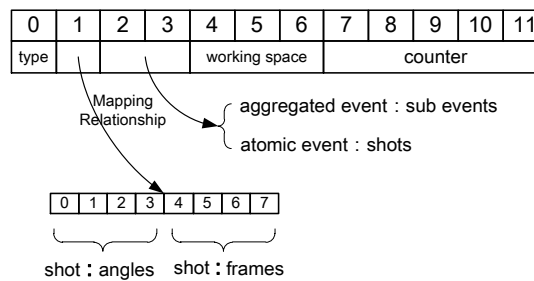 0 1 2 3 4 5 6 7 8 9 10 11
type working space counter
Mapping
Relationship
aggregated event : sub events
atomic event : shots
0 1 2 3 4 5 6 7
shot : angles shot : frames